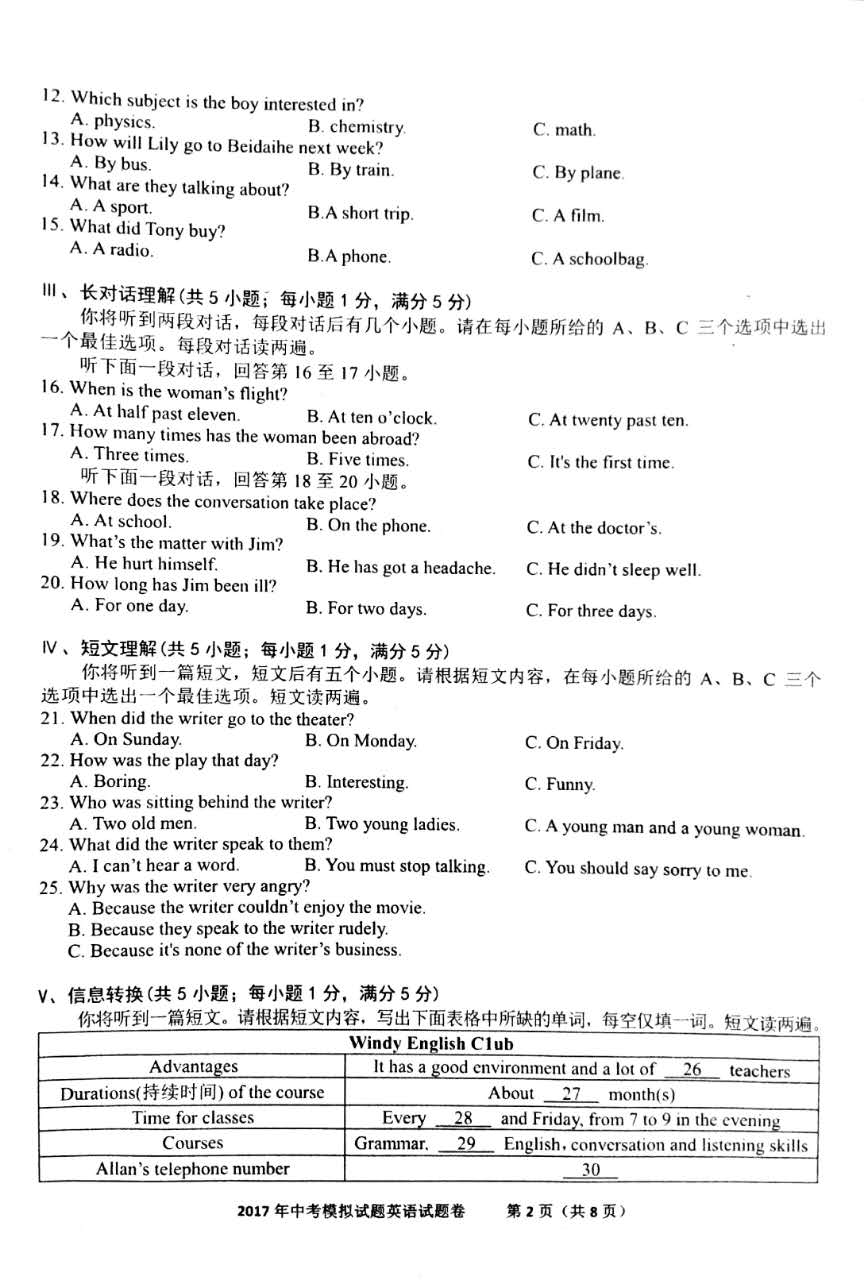 12. Which subject is the boy interested in?
A. physics. B. chemistry. C. math.
13. How will Lily go to Beidaihe next week?
A. By bus. B. By train. C. By plane.
14. What are they talking about?
A. A sport. B.A short trip. C. A film.
15. What did Tony buy?
A. A radio. B.A phone. C. A schoolbag.
III、长对话理解(共 5 小题；每小题 1 分，满分 5 分)
你将听到两段对话，每段对话后有几个小题。请在每小题所给的 A、B、C 三个选项中选出
一个最佳选项。每段对话读两遍。
听下面一段对话，回答第 16 至 17 小题。
16. When is the woman's flight?
A. At half past eleven. B. At ten o'clock. C. At twenty past ten.
17. How many times has the woman been abroad?
A. Three times. B. Five times. C. It's the first time.
听下面一段对话，回答第 18 至 20 小题。
18. Where does the conversation take place?
A. At school. B. On the phone. C. At the doctor's.
19. What's the matter with Jim?
A. He hurt himself. B. He has got a headache. C. He didn't sleep well.
20. How long has Jim been ill?
A. For one day. B. For two days. C. For three days.
IV、短文理解(共 5 小题；每小题 1 分，满分 5 分)
你将听到一篇短文，短文后有五个小题。请根据短文内容，在每小题所给的 A、B、C 三个
选项中选出一个最佳选项。短文读两遍。
21. When did the writer go to the theater?
A. On Sunday. B. On Monday. C. On Friday.
22. How was the play that day?
A. Boring. B. Interesting. C. Funny.
23. Who was sitting behind the writer?
A. Two old men. B. Two young ladies. C. A young man and a young woman.
24. What did the writer speak to them?
A. I can't hear a word. B. You must stop talking. C. You should say sorry to me.
25. Why was the writer very angry?
A. Because the writer couldn't enjoy the movie.
B. Because they speak to the writer rudely.
C. Because it's none of the writer's business.
V、信息转换(共 5 小题；每小题 1 分，满分 5 分)
你将听到一篇短文。请根据短文内容，写出下面表格中所缺的单词，每空仅填一词。短文读两遍。
Windy English C1ub
Advantages It has a good environment and a lot of 26 teachers
Durations(持续时间) of the course About 27 month(s)
Time for classes Every 28 and Friday, from 7 to 9 in the evening
Courses Grammar, 29 English, conversation and listening skills
Allan's telephone number 30
2017 年中考模拟试题英语试题卷 第 2 页（共 8 页）